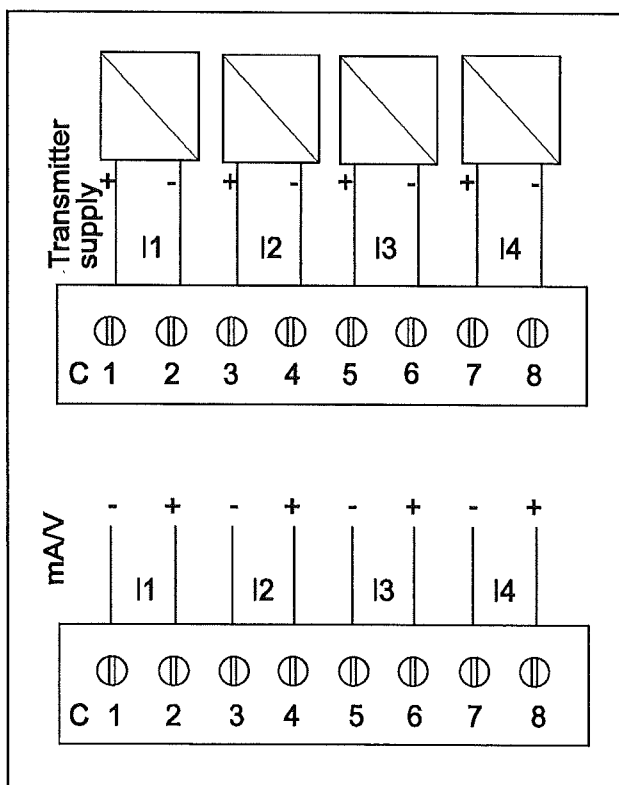 Transmitter
supply
+ - + - + - + -
I1 I2 I3 I4
C 1 2 3 4 5 6 7 8
mA/V
- + - + - + - +
I1 I2 I3 I4
C 1 2 3 4 5 6 7 8